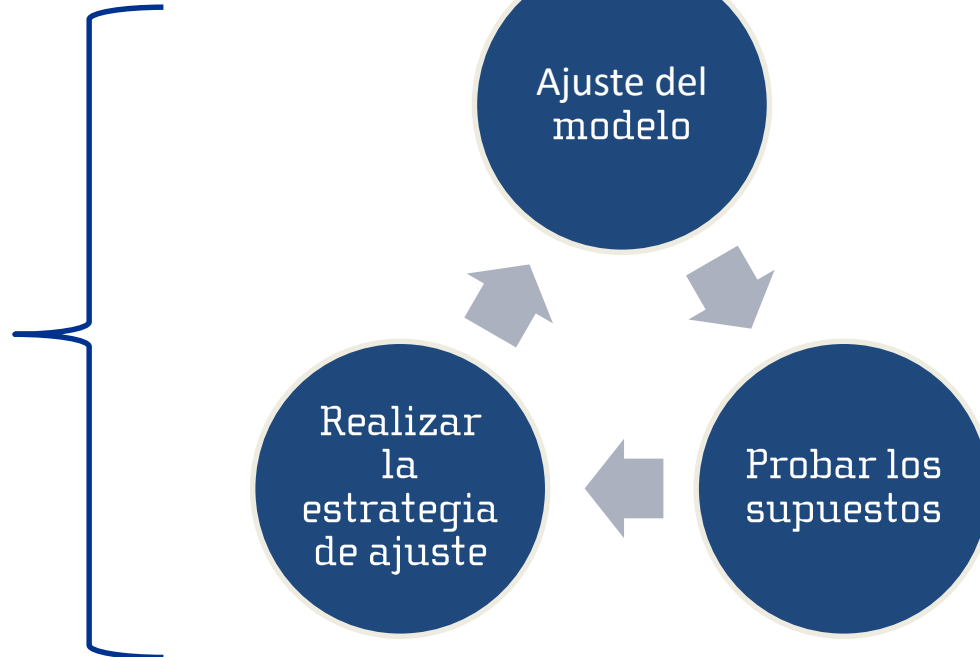 Ajuste del
modelo
Realizar
la
estrategia
de ajuste
Probar los
supuestos